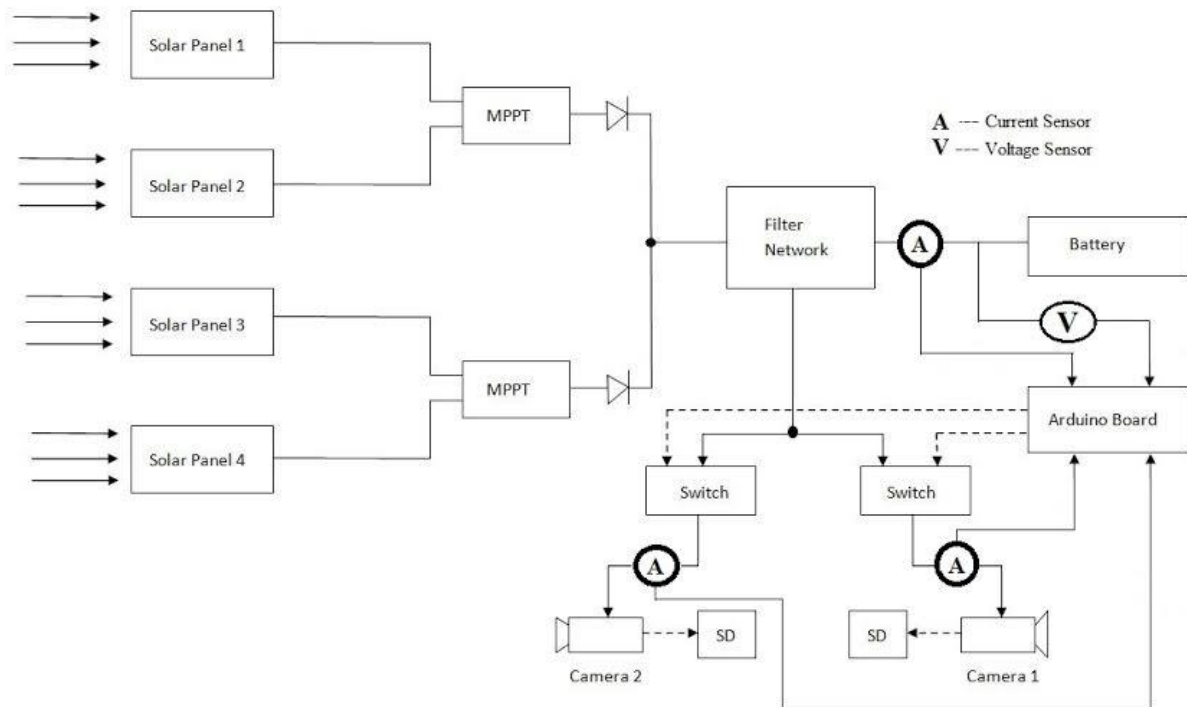 Solar Panel 1
MPPT
Solar Panel 2
A --- Current Sensor
V --- Voltage Sensor
Filter
Network
A
Battery
V
Solar Panel 3
MPPT
Arduino Board
Solar Panel 4
Switch
Switch
A
A
SD
SD
Camera 2
Camera 1